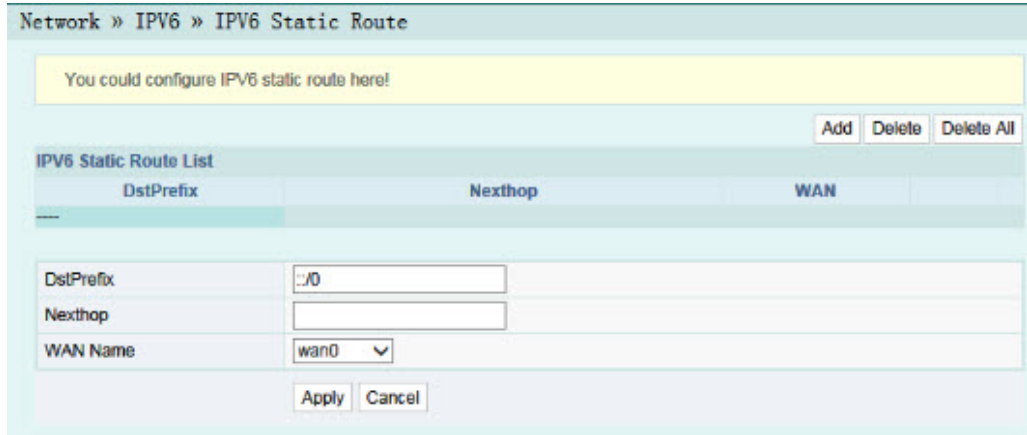 Network » IPV6 » IPV6 Static Route
You could configure IPV6 static route here!
Add Delete Delete All
IPV6 Static Route List
DstPrefix Nexthop WAN
----
DstPrefix ::/0
Nexthop
WAN Name wan0
Apply Cancel